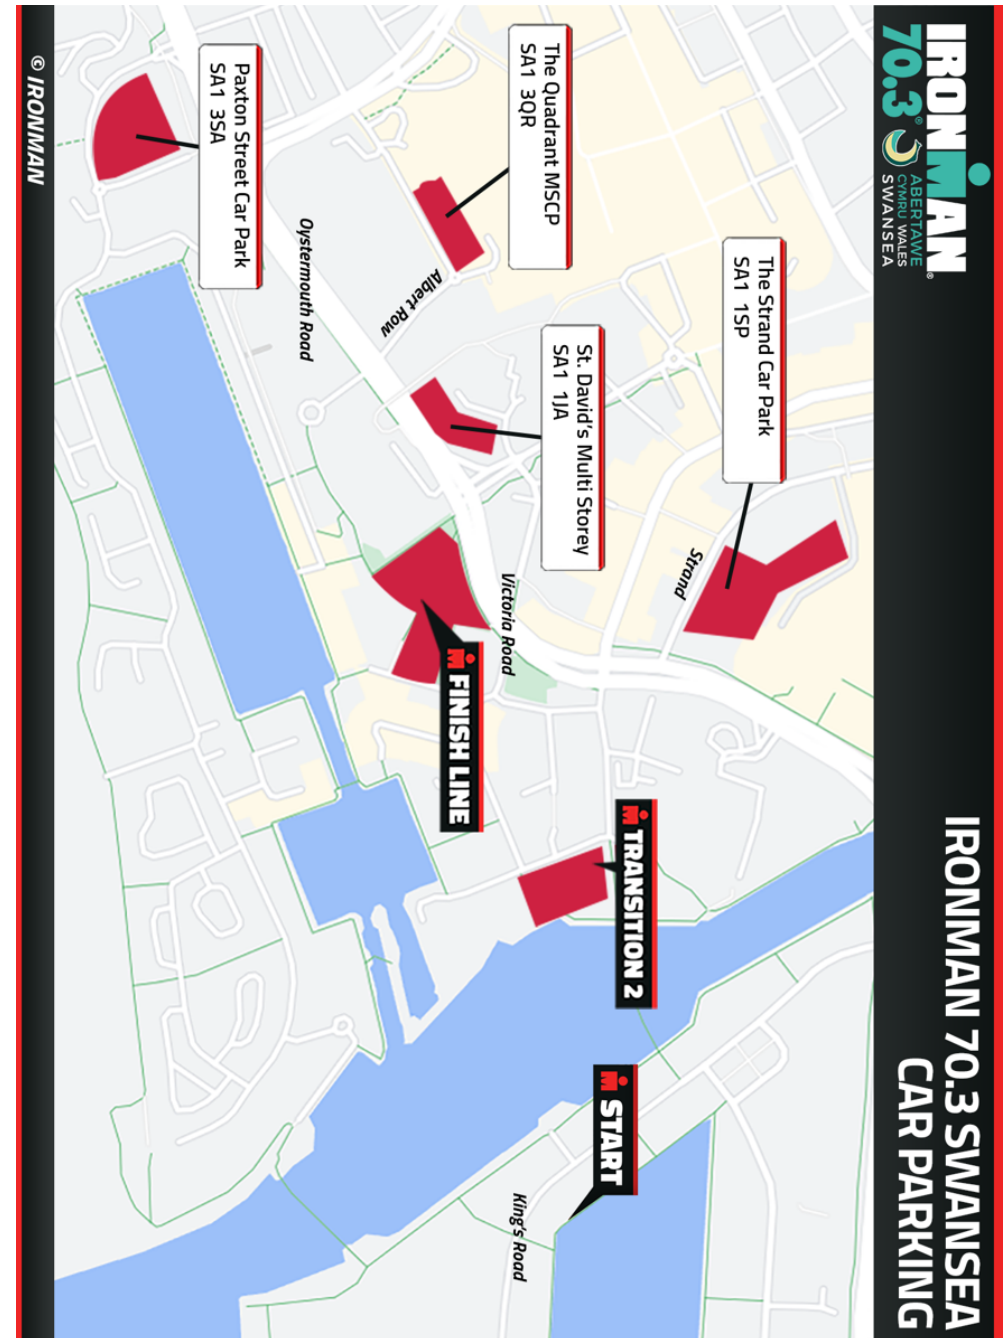 IRONMAN®
70.3®
ABERTAWE
CYMRU WALES
SWANSEA
IRONMAN 70.3 SWANSEA
CAR PARKING
The Strand Car Park
SA1 1SP
The Quadrant MSCP
SA1 3QR
St. David's Multi Storey
SA1 1JA
Paxton Street Car Park
SA1 3SA
Strand
Albert Row
Oystermouth Road
Victoria Road
FINISH LINE
TRANSITION 2
START
King's Road
© IRONMAN